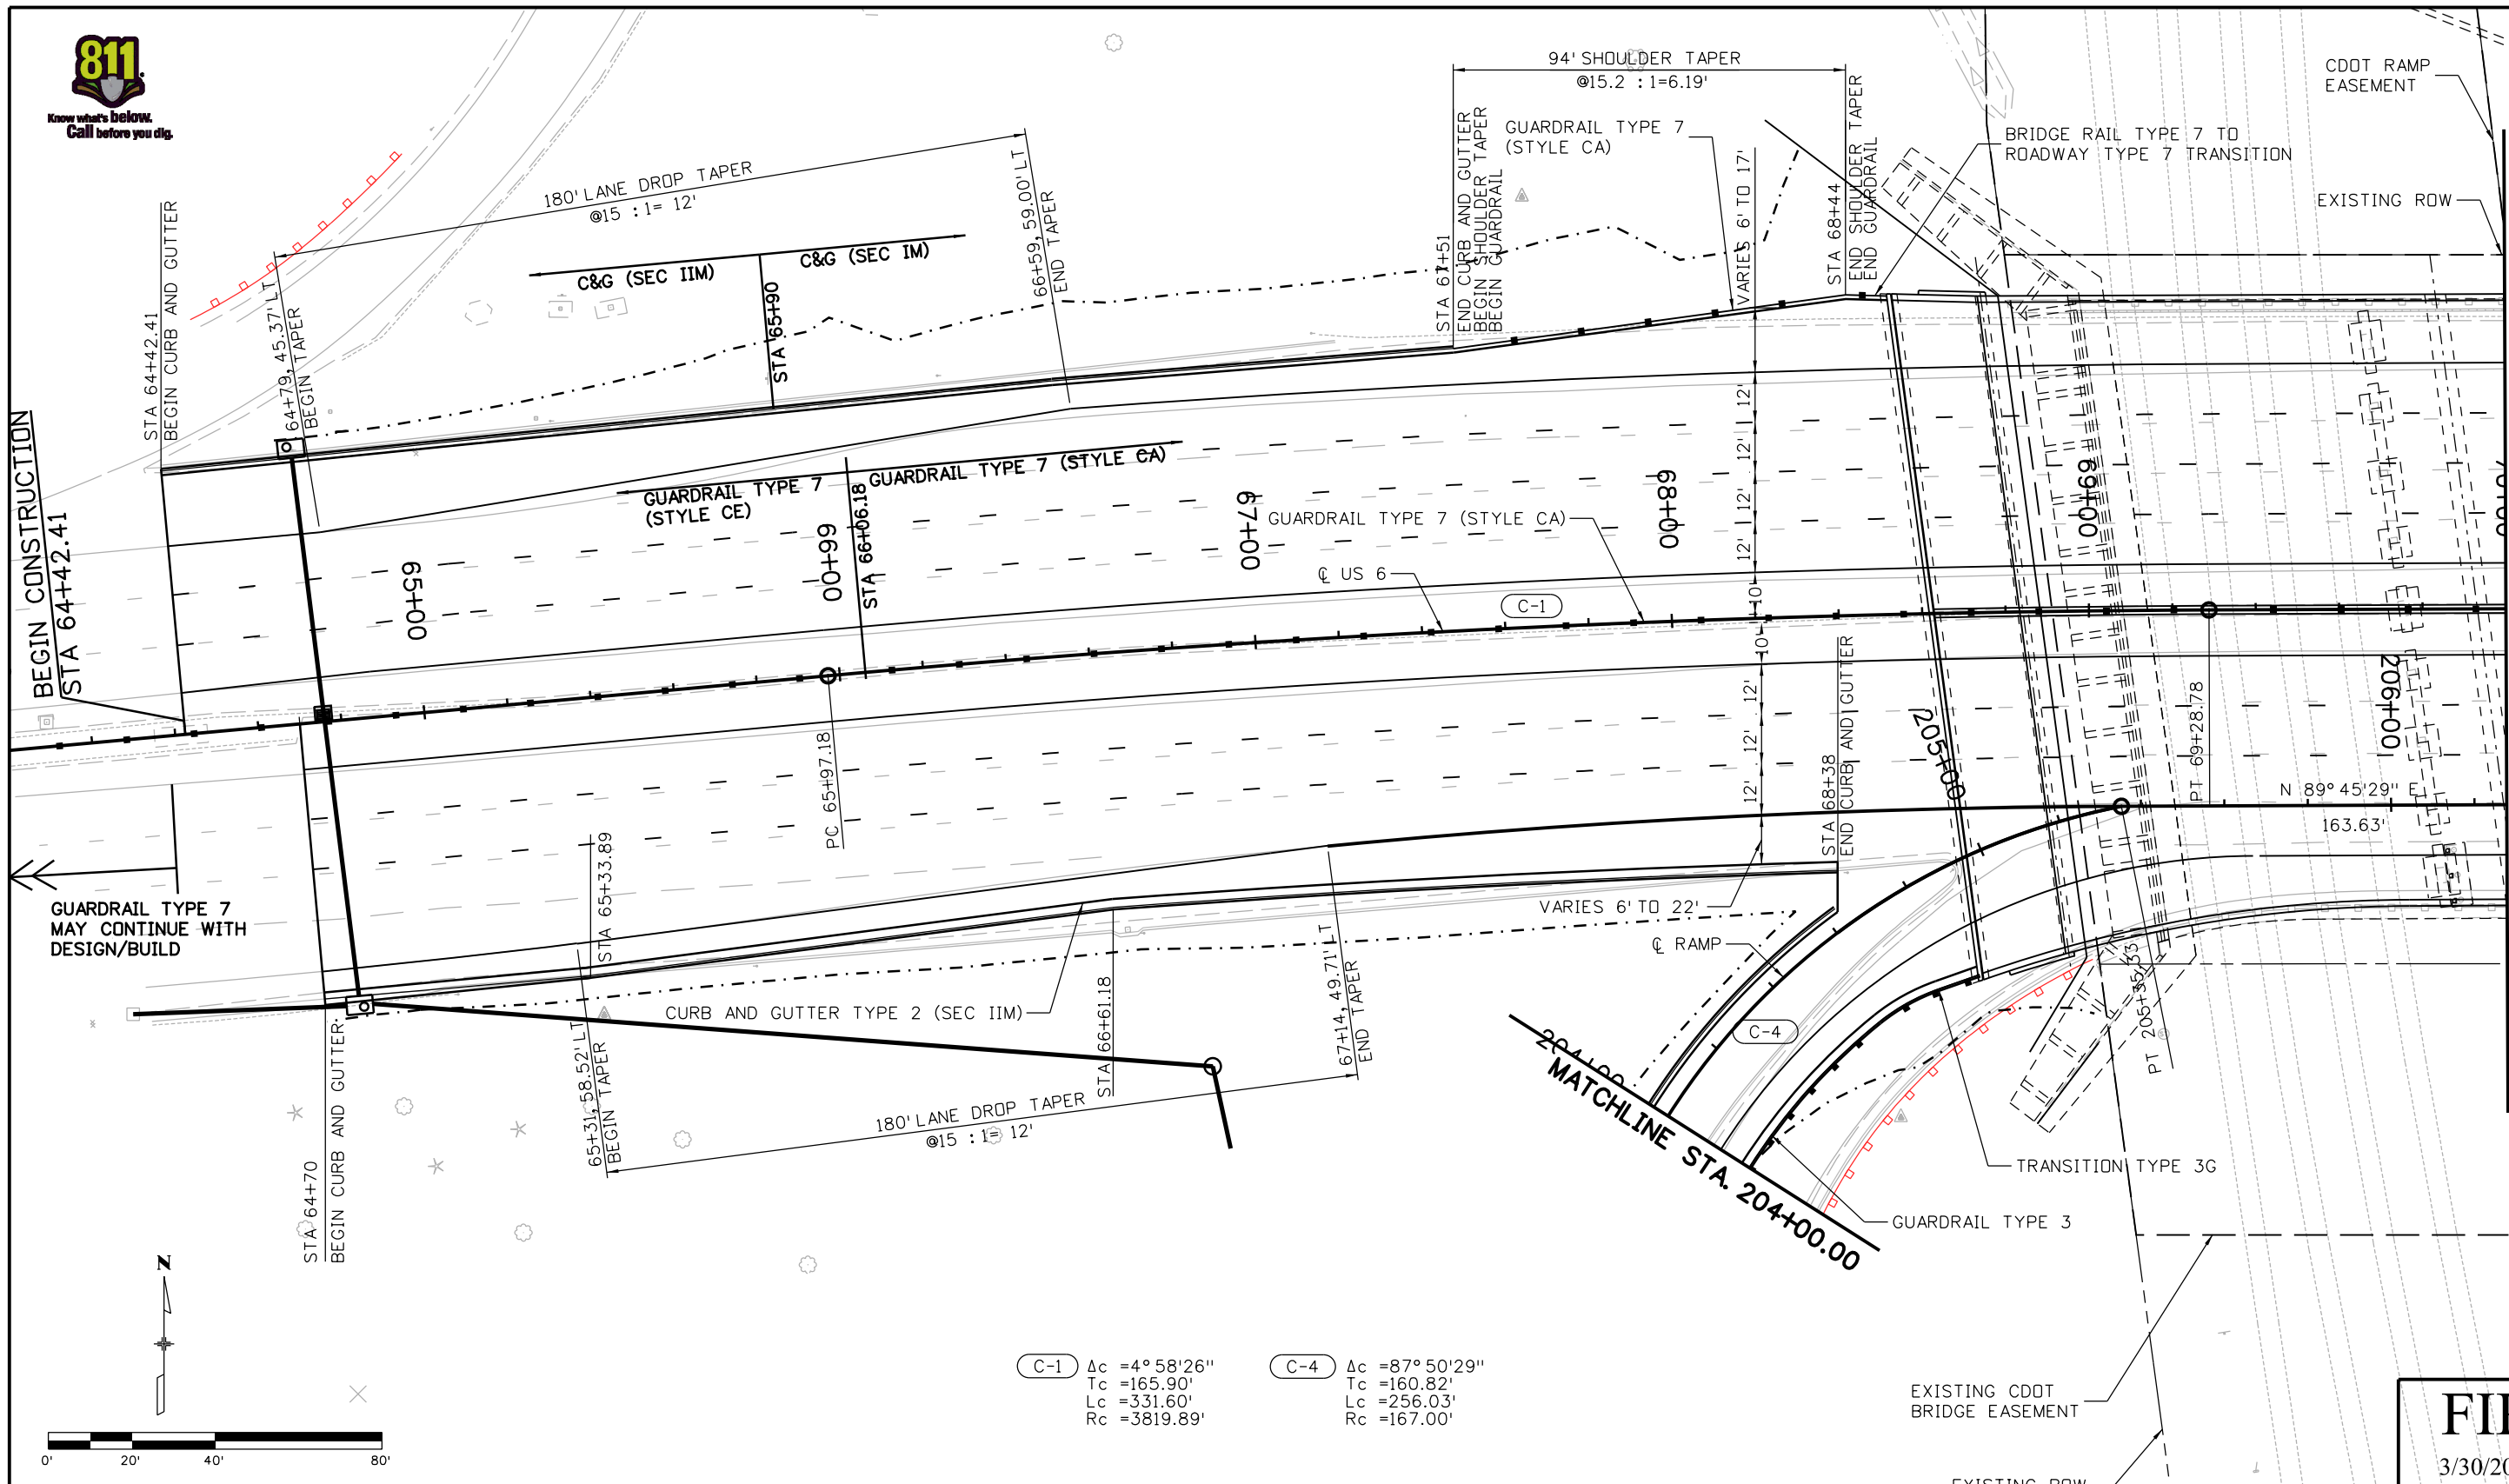 811
Know what's below.
Call before you dig.
94' SHOULDER TAPER
@15.2 : 1=6.19'
CDOT RAMP
EASEMENT
GUARDRAIL TYPE 7
(STYLE CA)
BRIDGE RAIL TYPE 7 TO
ROADWAY TYPE 7 TRANSITION
EXISTING ROW
180' LANE DROP TAPER
@15 : 1= 12'
C&G (SEC IIM)
C&G (SEC IM)
STA 65+90
STA 64+42.41
BEGIN CURB AND GUTTER
64+79, 45.37' LT
BEGIN TAPER
66+59, 59.00' LT
END TAPER
STA 67+51
END CURB AND GUTTER
BEGIN SHOULDER TAPER
BEGIN GUARDRAIL
VARIES 6' TO 17'
STA 68+44
END SHOULDER TAPER
END GUARDRAIL
BEGIN CONSTRUCTION
STA 64+42.41
GUARDRAIL TYPE 7
(STYLE CE)
GUARDRAIL TYPE 7 (STYLE CA)
STA 66+06.18
GUARDRAIL TYPE 7 (STYLE CA)
℄ US 6
C-1
65+00
66+00
67+00
68+00
69+00
12'
12'
12'
12'
10'
10'
12'
12'
12'
GUARDRAIL TYPE 7
MAY CONTINUE WITH
DESIGN/BUILD
PC 65+97.18
STA 65+33.89
STA 68+38
END CURB AND GUTTER
205+00
206+00
PT 69+28.78
N 89° 45'29" E
163.63'
VARIES 6' TO 22'
℄ RAMP
C-4
CURB AND GUTTER TYPE 2 (SEC IIM)
STA 66+61.18
67+14, 49.71' LT
END TAPER
65+31, 58.52' LT
BEGIN TAPER
180' LANE DROP TAPER
@15 : 1= 12'
STA 64+70
BEGIN CURB AND GUTTER
204+00
MATCHLINE STA. 204+00.00
PT 205+35.53
TRANSITION TYPE 3G
GUARDRAIL TYPE 3
N
C-1
Δc =4° 58'26"
Tc =165.90'
Lc =331.60'
Rc =3819.89'
C-4
Δc =87° 50'29"
Tc =160.82'
Lc =256.03'
Rc =167.00'
EXISTING CDOT
BRIDGE EASEMENT
0' 20' 40' 80'
3/30/20
EXISTING ROW